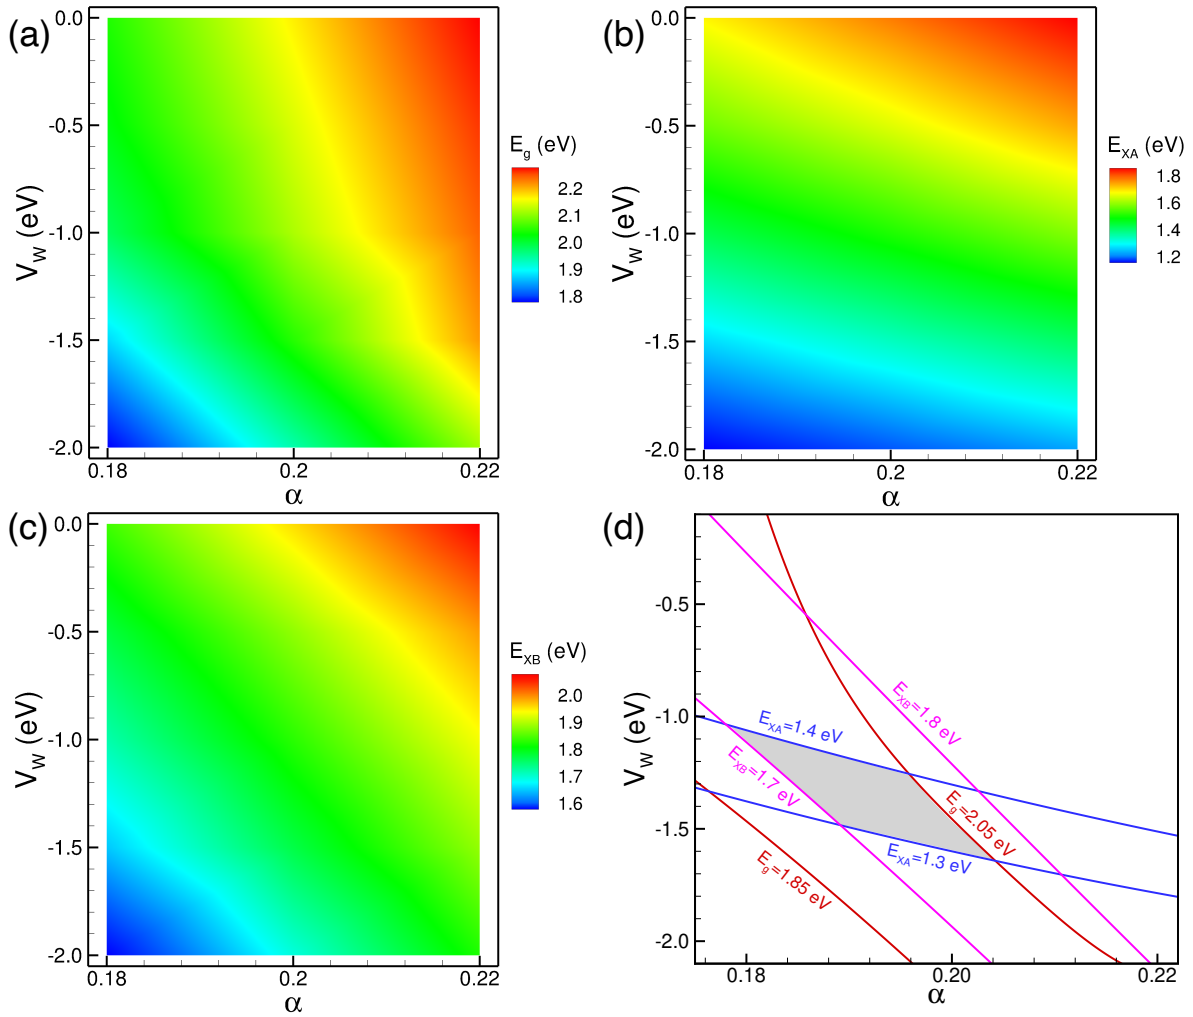 (a)
0.0
-0.5
-1.0
-1.5
-2.0
V_W (eV)
0.18
0.2
0.22
α
E_g (eV)
2.2
2.1
2.0
1.9
1.8
(b)
0.0
-0.5
-1.0
-1.5
-2.0
V_W (eV)
0.18
0.2
0.22
α
E_XA (eV)
1.8
1.6
1.4
1.2
(c)
0.0
-0.5
-1.0
-1.5
-2.0
V_W (eV)
0.18
0.2
0.22
α
E_XB (eV)
2.0
1.9
1.8
1.7
1.6
(d)
-0.5
-1.0
-1.5
-2.0
V_W (eV)
E_XB=1.8 eV
E_XA=1.4 eV
E_XB=1.7 eV
E_g=2.05 eV
E_XA=1.3 eV
E_g=1.85 eV
0.18
0.20
0.22
α